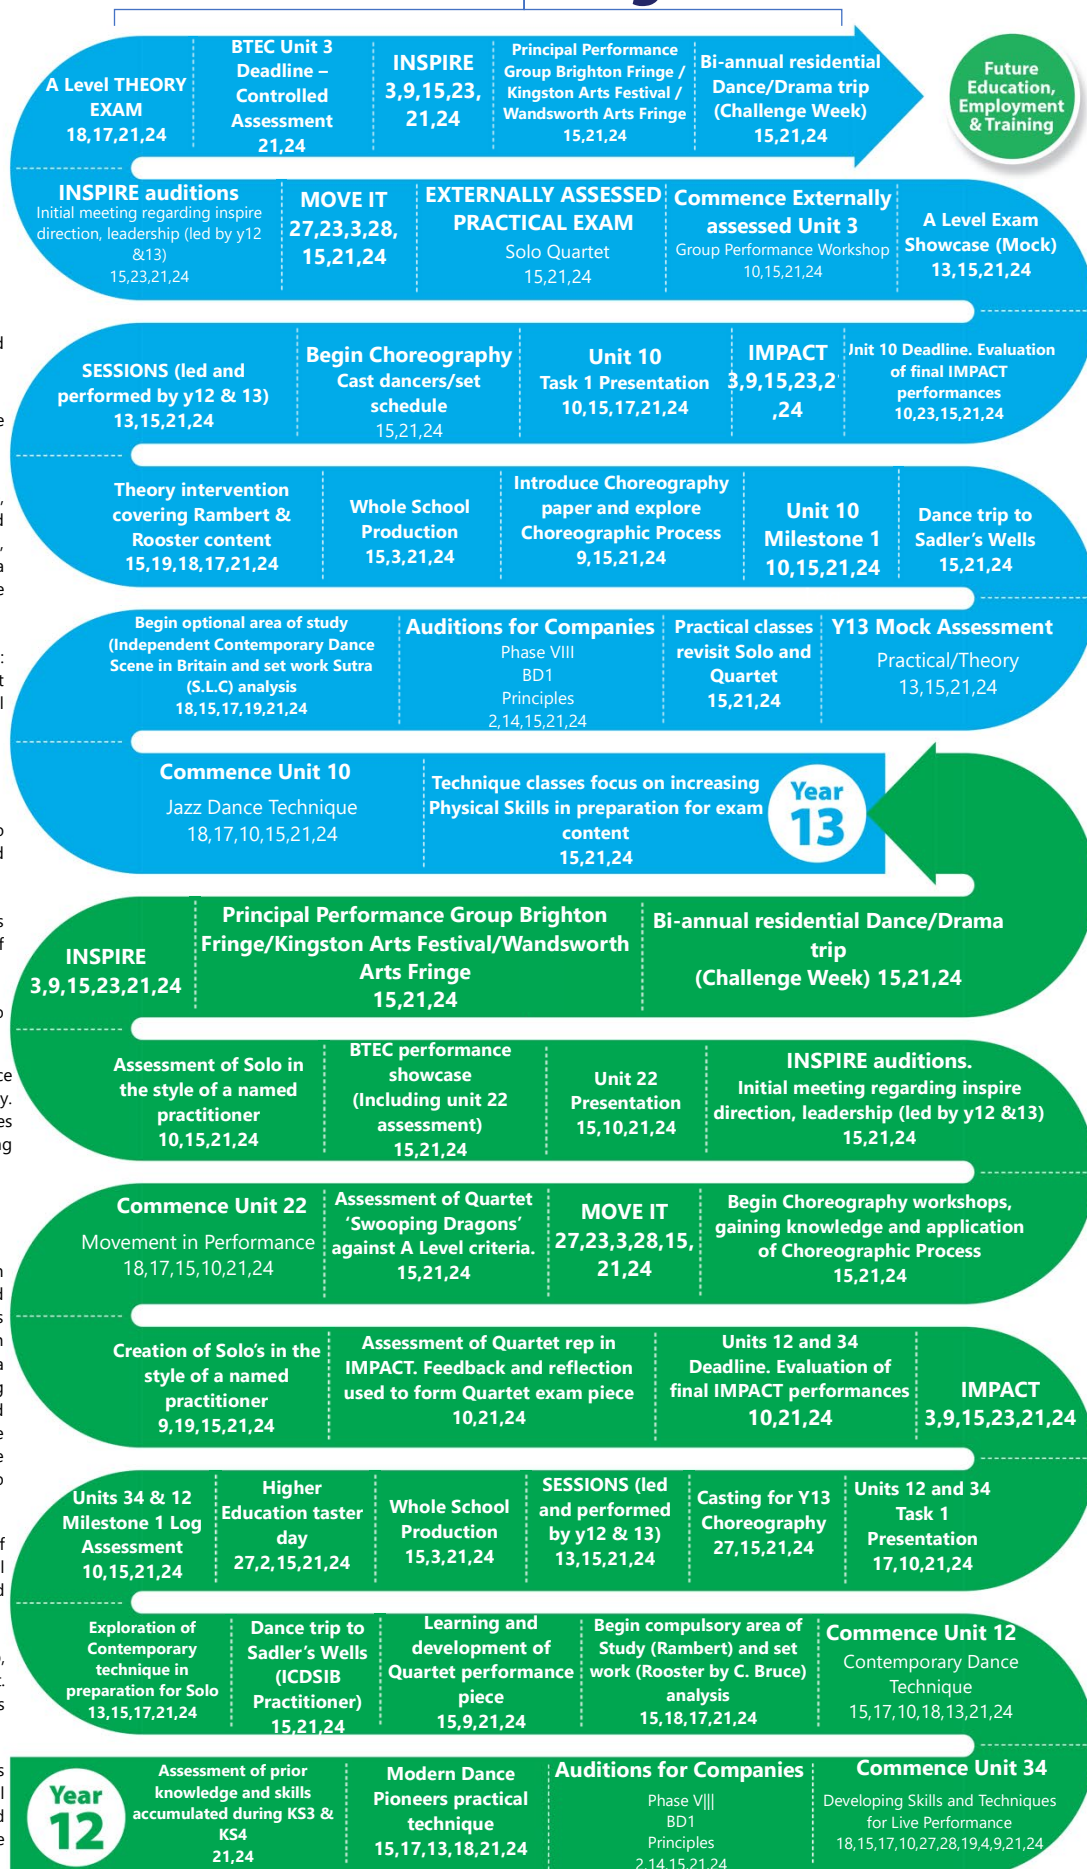 A Level THEORY
EXAM
18,17,21,24
BTEC Unit 3
Deadline –
Controlled
Assessment
21,24
INSPIRE
3,9,15,23,
21,24
Principal Performance
Group Brighton Fringe /
Kingston Arts Festival /
Wandsworth Arts Fringe
15,21,24
Bi-annual residential
Dance/Drama trip
(Challenge Week)
15,21,24
Future
Education,
Employment
& Training
INSPIRE auditions
Initial meeting regarding inspire
direction, leadership (led by y12
&13)
15,23,21,24
MOVE IT
27,23,3,28,
15,21,24
EXTERNALLY ASSESSED
PRACTICAL EXAM
Solo Quartet
15,21,24
Commence Externally
assessed Unit 3
Group Performance Workshop
10,15,21,24
A Level Exam
Showcase (Mock)
13,15,21,24
SESSIONS (led and
performed by y12 & 13)
13,15,21,24
Begin Choreography
Cast dancers/set
schedule
15,21,24
Unit 10
Task 1 Presentation
10,15,17,21,24
IMPACT
3,9,15,23,2
,24
Unit 10 Deadline. Evaluation
of final IMPACT
performances
10,23,15,21,24
Theory intervention
covering Rambert &
Rooster content
15,19,18,17,21,24
Whole School
Production
15,3,21,24
Introduce Choreography
paper and explore
Choreographic Process
9,15,21,24
Unit 10
Milestone 1
10,15,21,24
Dance trip to
Sadler's Wells
15,21,24
Begin optional area of study
(Independent Contemporary Dance
Scene in Britain and set work Sutra
(S.L.C) analysis
18,15,17,19,21,24
Auditions for Companies
Phase VIII
BD1
Principles
2,14,15,21,24
Practical classes
revisit Solo and
Quartet
15,21,24
Y13 Mock Assessment
Practical/Theory
13,15,21,24
Commence Unit 10
Jazz Dance Technique
18,17,10,15,21,24
Technique classes focus on increasing
Physical Skills in preparation for exam
content
15,21,24
Year
13
INSPIRE
3,9,15,23,21,24
Principal Performance Group Brighton
Fringe/Kingston Arts Festival/Wandsworth
Arts Fringe
15,21,24
Bi-annual residential Dance/Drama
trip
(Challenge Week) 15,21,24
Assessment of Solo in
the style of a named
practitioner
10,15,21,24
BTEC performance
showcase
(Including unit 22
assessment)
15,21,24
Unit 22
Presentation
15,10,21,24
INSPIRE auditions.
Initial meeting regarding inspire
direction, leadership (led by y12 &13)
15,21,24
Commence Unit 22
Movement in Performance
18,17,15,10,21,24
Assessment of Quartet
'Swooping Dragons'
against A Level criteria.
15,21,24
MOVE IT
27,23,3,28,15,
21,24
Begin Choreography workshops,
gaining knowledge and application
of Choreographic Process
15,21,24
Creation of Solo's in the
style of a named
practitioner
9,19,15,21,24
Assessment of Quartet rep in
IMPACT. Feedback and reflection
used to form Quartet exam piece
10,21,24
Units 12 and 34
Deadline. Evaluation of
final IMPACT performances
10,21,24
IMPACT
3,9,15,23,21,24
Units 34 & 12
Milestone 1 Log
Assessment
10,15,21,24
Higher
Education taster
day
27,2,15,21,24
Whole School
Production
15,3,21,24
SESSIONS (led
and performed
by y12 & 13)
13,15,21,24
Casting for Y13
Choreography
27,15,21,24
Units 12 and 34
Task 1
Presentation
17,10,21,24
Exploration of
Contemporary
technique in
preparation for Solo
13,15,17,21,24
Dance trip to
Sadler's Wells
(ICDSIB
Practitioner)
15,21,24
Learning and
development of
Quartet performance
piece
15,9,21,24
Begin compulsory area of
Study (Rambert) and set
work (Rooster by C. Bruce)
analysis
15,18,17,21,24
Commence Unit 12
Contemporary Dance
Technique
15,17,10,18,13,21,24
Year
12
Assessment of prior
knowledge and skills
accumulated during KS3 &
KS4
21,24
Modern Dance
Pioneers practical
technique
15,17,13,18,21,24
Auditions for Companies
Phase V|||
BD1
Principles
2,14,15,21,24
Commence Unit 34
Developing Skills and Techniques
for Live Performance
18,15,17,10,27,28,19,4,9,21,24